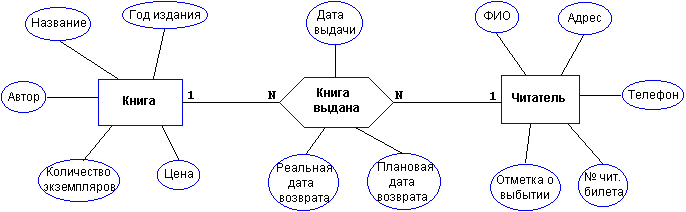 Название
Год издания
Автор
Книга
Количество
экземпляров
Цена
1
N
Дата
выдачи
Книга
выдана
Реальная
дата
возврата
Плановая
дата
возврата
N
1
ФИО
Адрес
Читатель
Телефон
Отметка о
выбытии
№ чит.
билета